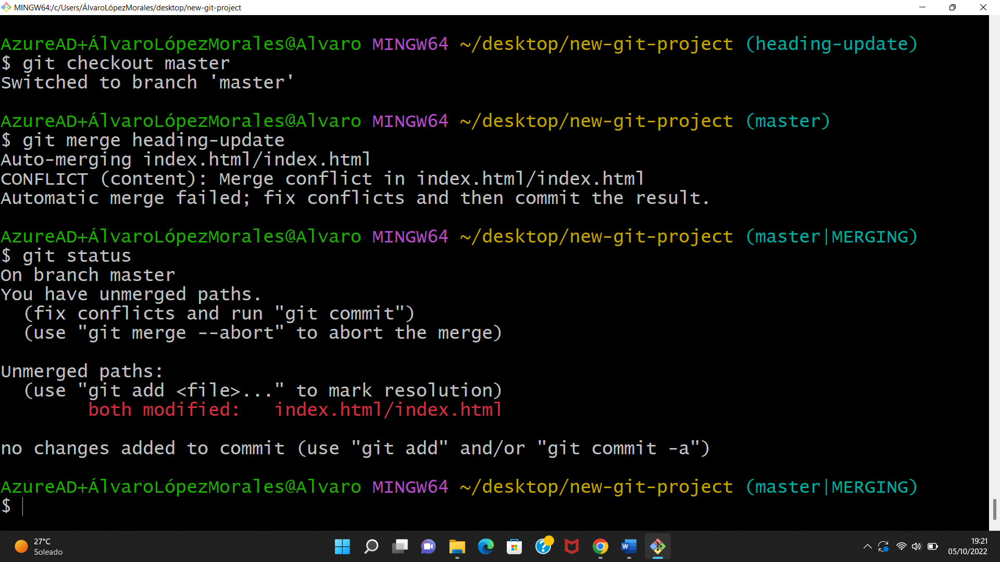 MINGW64:/c/Users/ÁlvaroLópezMorales/desktop/new-git-project
AzureAD+ÁlvaroLópezMorales@Alvaro MINGW64 ~/desktop/new-git-project (heading-update)
$ git checkout master
Switched to branch 'master'
AzureAD+ÁlvaroLópezMorales@Alvaro MINGW64 ~/desktop/new-git-project (master)
$ git merge heading-update
Auto-merging index.html/index.html
CONFLICT (content): Merge conflict in index.html/index.html
Automatic merge failed; fix conflicts and then commit the result.
AzureAD+ÁlvaroLópezMorales@Alvaro MINGW64 ~/desktop/new-git-project (master|MERGING)
$ git status
On branch master
You have unmerged paths.
  (fix conflicts and run "git commit")
  (use "git merge --abort" to abort the merge)
Unmerged paths:
  (use "git add <file>..." to mark resolution)
        both modified:   index.html/index.html
no changes added to commit (use "git add" and/or "git commit -a")
AzureAD+ÁlvaroLópezMorales@Alvaro MINGW64 ~/desktop/new-git-project (master|MERGING)
$
27°C
Soleado
W
19:21
05/10/2022